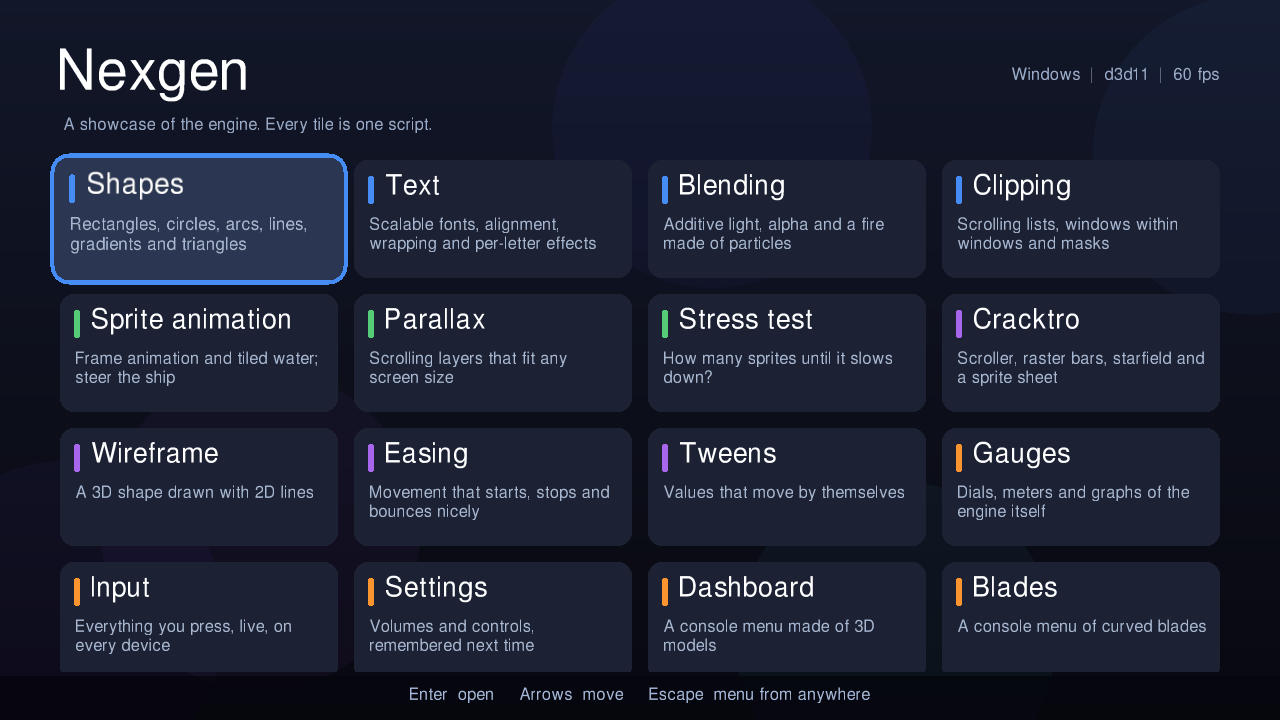 Nexgen
Windows | d3d11 | 60 fps
A showcase of the engine. Every tile is one script.
Shapes
Rectangles, circles, arcs, lines,
gradients and triangles
Text
Scalable fonts, alignment,
wrapping and per-letter effects
Blending
Additive light, alpha and a fire
made of particles
Clipping
Scrolling lists, windows within
windows and masks
Sprite animation
Frame animation and tiled water;
steer the ship
Parallax
Scrolling layers that fit any
screen size
Stress test
How many sprites until it slows
down?
Cracktro
Scroller, raster bars, starfield and
a sprite sheet
Wireframe
A 3D shape drawn with 2D lines
Easing
Movement that starts, stops and
bounces nicely
Tweens
Values that move by themselves
Gauges
Dials, meters and graphs of the
engine itself
Input
Everything you press, live, on
every device
Settings
Volumes and controls,
remembered next time
Dashboard
A console menu made of 3D
models
Blades
A console menu of curved blades
Enter open Arrows move Escape menu from anywhere